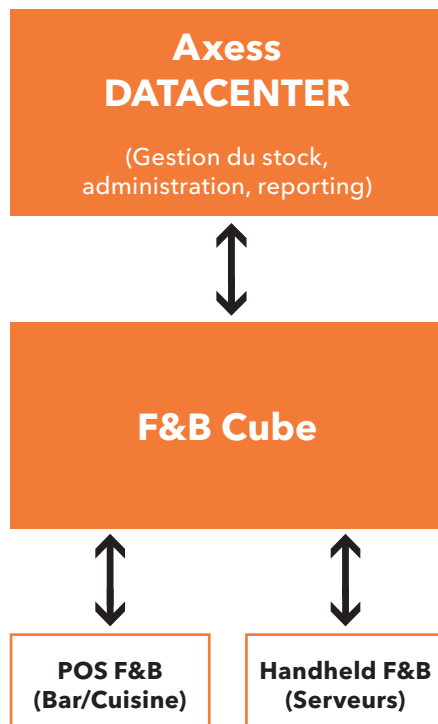 Axess
DATACENTER
(Gestion du stock,
administration, reporting)
F&B Cube
POS F&B
(Bar/Cuisine)
Handheld F&B
(Serveurs)